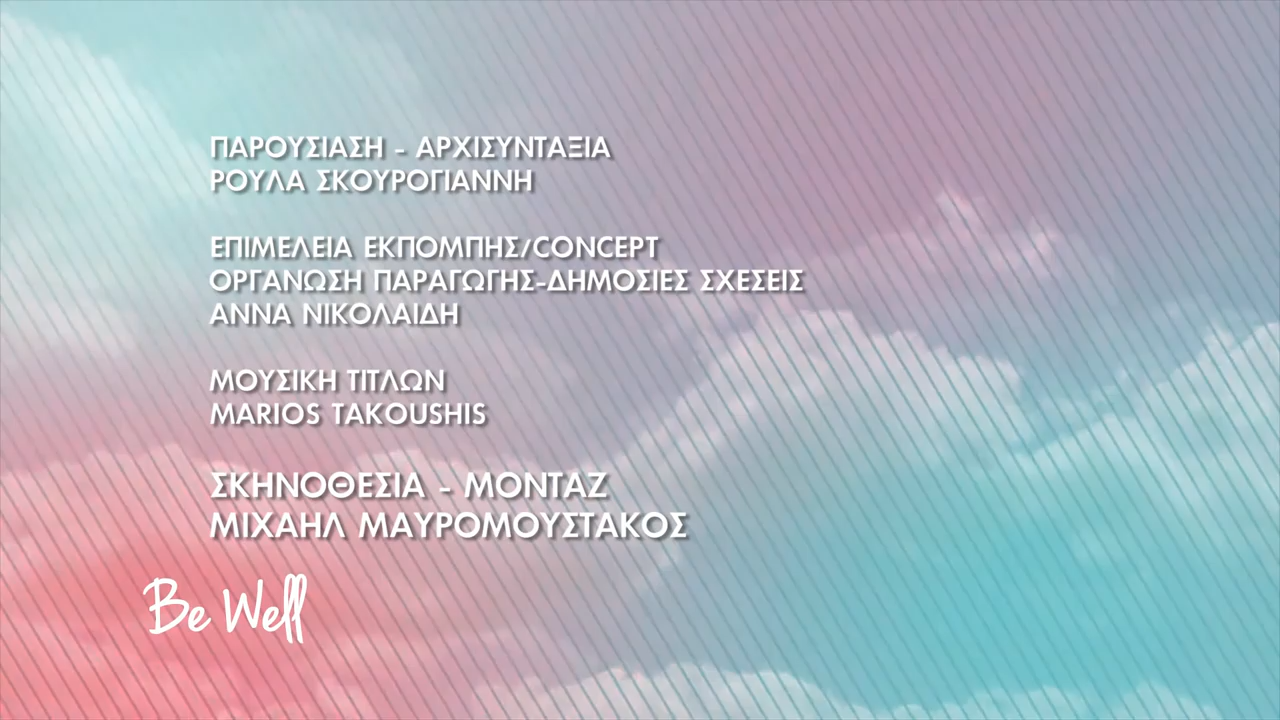 ΠΑΡΟΥΣΙΑΣΗ - ΑΡΧΙΣΥΝΤΑΞΙΑ
ΡΟΥΛΑ ΣΚΟΥΡΟΓΙΑΝΝΗ
ΕΠΙΜΕΛΕΙΑ ΕΚΠΟΜΠΗΣ/CONCEPT
ΟΡΓΑΝΩΣΗ ΠΑΡΑΓΩΓΗΣ-ΔΗΜΟΣΙΕΣ ΣΧΕΣΕΙΣ
ΑΝΝΑ ΝΙΚΟΛΑΙΔΗ
ΜΟΥΣΙΚΗ ΤΙΤΛΩΝ
MARIOS TAKOUSHIS
ΣΚΗΝΟΘΕΣΙΑ - ΜΟΝΤΑΖ
ΜΙΧΑΗΛ ΜΑΥΡΟΜΟΥΣΤΑΚΟΣ
Be Well